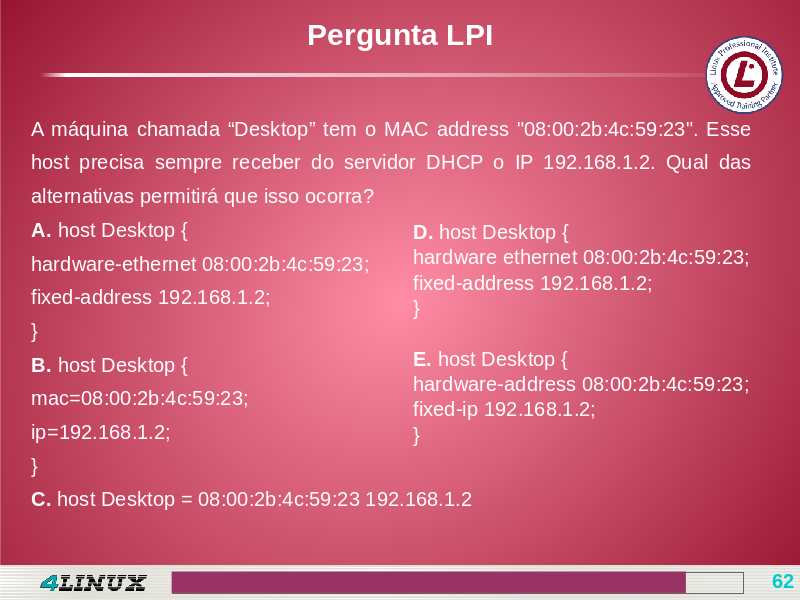 Pergunta LPI
Linux Professional Institute
Approved Training Partner
A máquina chamada “Desktop” tem o MAC address "08:00:2b:4c:59:23". Esse
host precisa sempre receber do servidor DHCP o IP 192.168.1.2. Qual das
alternativas permitirá que isso ocorra?
A. host Desktop {
hardware-ethernet 08:00:2b:4c:59:23;
fixed-address 192.168.1.2;
}
B. host Desktop {
mac=08:00:2b:4c:59:23;
ip=192.168.1.2;
}
C. host Desktop = 08:00:2b:4c:59:23 192.168.1.2
D. host Desktop {
hardware ethernet 08:00:2b:4c:59:23;
fixed-address 192.168.1.2;
}
E. host Desktop {
hardware-address 08:00:2b:4c:59:23;
fixed-ip 192.168.1.2;
}
4LINUX
62